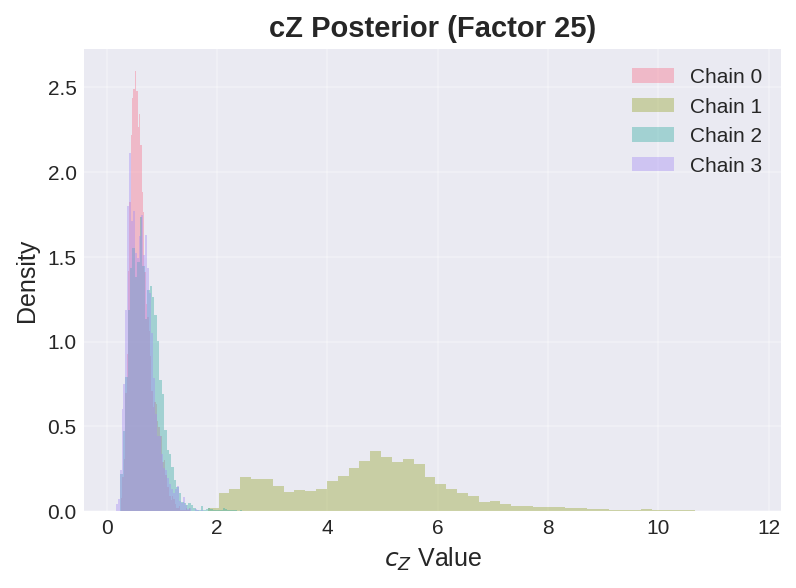 cZ Posterior (Factor 25)
Chain 0
Chain 1
Chain 2
Chain 3
Density
2.5
2.0
1.5
1.0
0.5
0.0
0 2 4 6 8 10 12
cZ Value